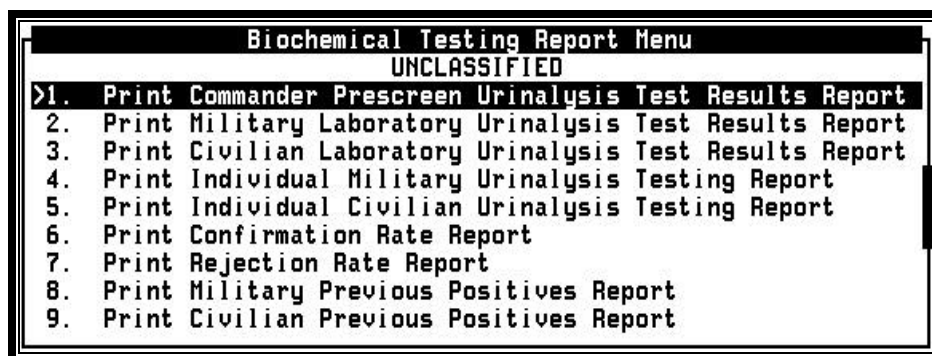 Biochemical Testing Report Menu
UNCLASSIFIED
>1. Print Commander Prescreen Urinalysis Test Results Report
2. Print Military Laboratory Urinalysis Test Results Report
3. Print Civilian Laboratory Urinalysis Test Results Report
4. Print Individual Military Urinalysis Testing Report
5. Print Individual Civilian Urinalysis Testing Report
6. Print Confirmation Rate Report
7. Print Rejection Rate Report
8. Print Military Previous Positives Report
9. Print Civilian Previous Positives Report